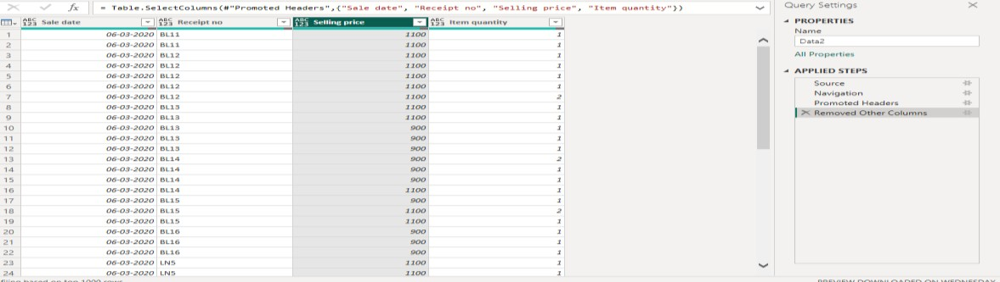 fx = Table.SelectColumns(#"Promoted Headers",{"Sale date", "Receipt no", "Selling price", "Item quantity"})
ABC 123 Sale date ABC 123 Receipt no ABC 123 Selling price ABC 123 Item quantity
1 06-03-2020 BL11 1100 1
2 06-03-2020 BL11 1100 1
3 06-03-2020 BL12 1100 1
4 06-03-2020 BL12 1100 1
5 06-03-2020 BL12 1100 1
6 06-03-2020 BL12 1100 1
7 06-03-2020 BL12 1100 2
8 06-03-2020 BL13 1100 1
9 06-03-2020 BL13 1100 1
10 06-03-2020 BL13 900 1
11 06-03-2020 BL13 900 1
12 06-03-2020 BL13 900 1
13 06-03-2020 BL14 900 2
14 06-03-2020 BL14 900 1
15 06-03-2020 BL14 900 1
16 06-03-2020 BL14 1100 1
17 06-03-2020 BL15 900 1
18 06-03-2020 BL15 1100 2
19 06-03-2020 BL15 1100 1
20 06-03-2020 BL16 900 1
21 06-03-2020 BL16 900 1
22 06-03-2020 BL16 900 1
23 06-03-2020 LN5 1100 1
24 06-03-2020 LN5 1100 1
filing based on top 1000 rows
Query Settings
PROPERTIES
Name
Data2
All Properties
APPLIED STEPS
Source
Navigation
Promoted Headers
Removed Other Columns
PREVIEW DOWNLOADED ON WEDNESDAY